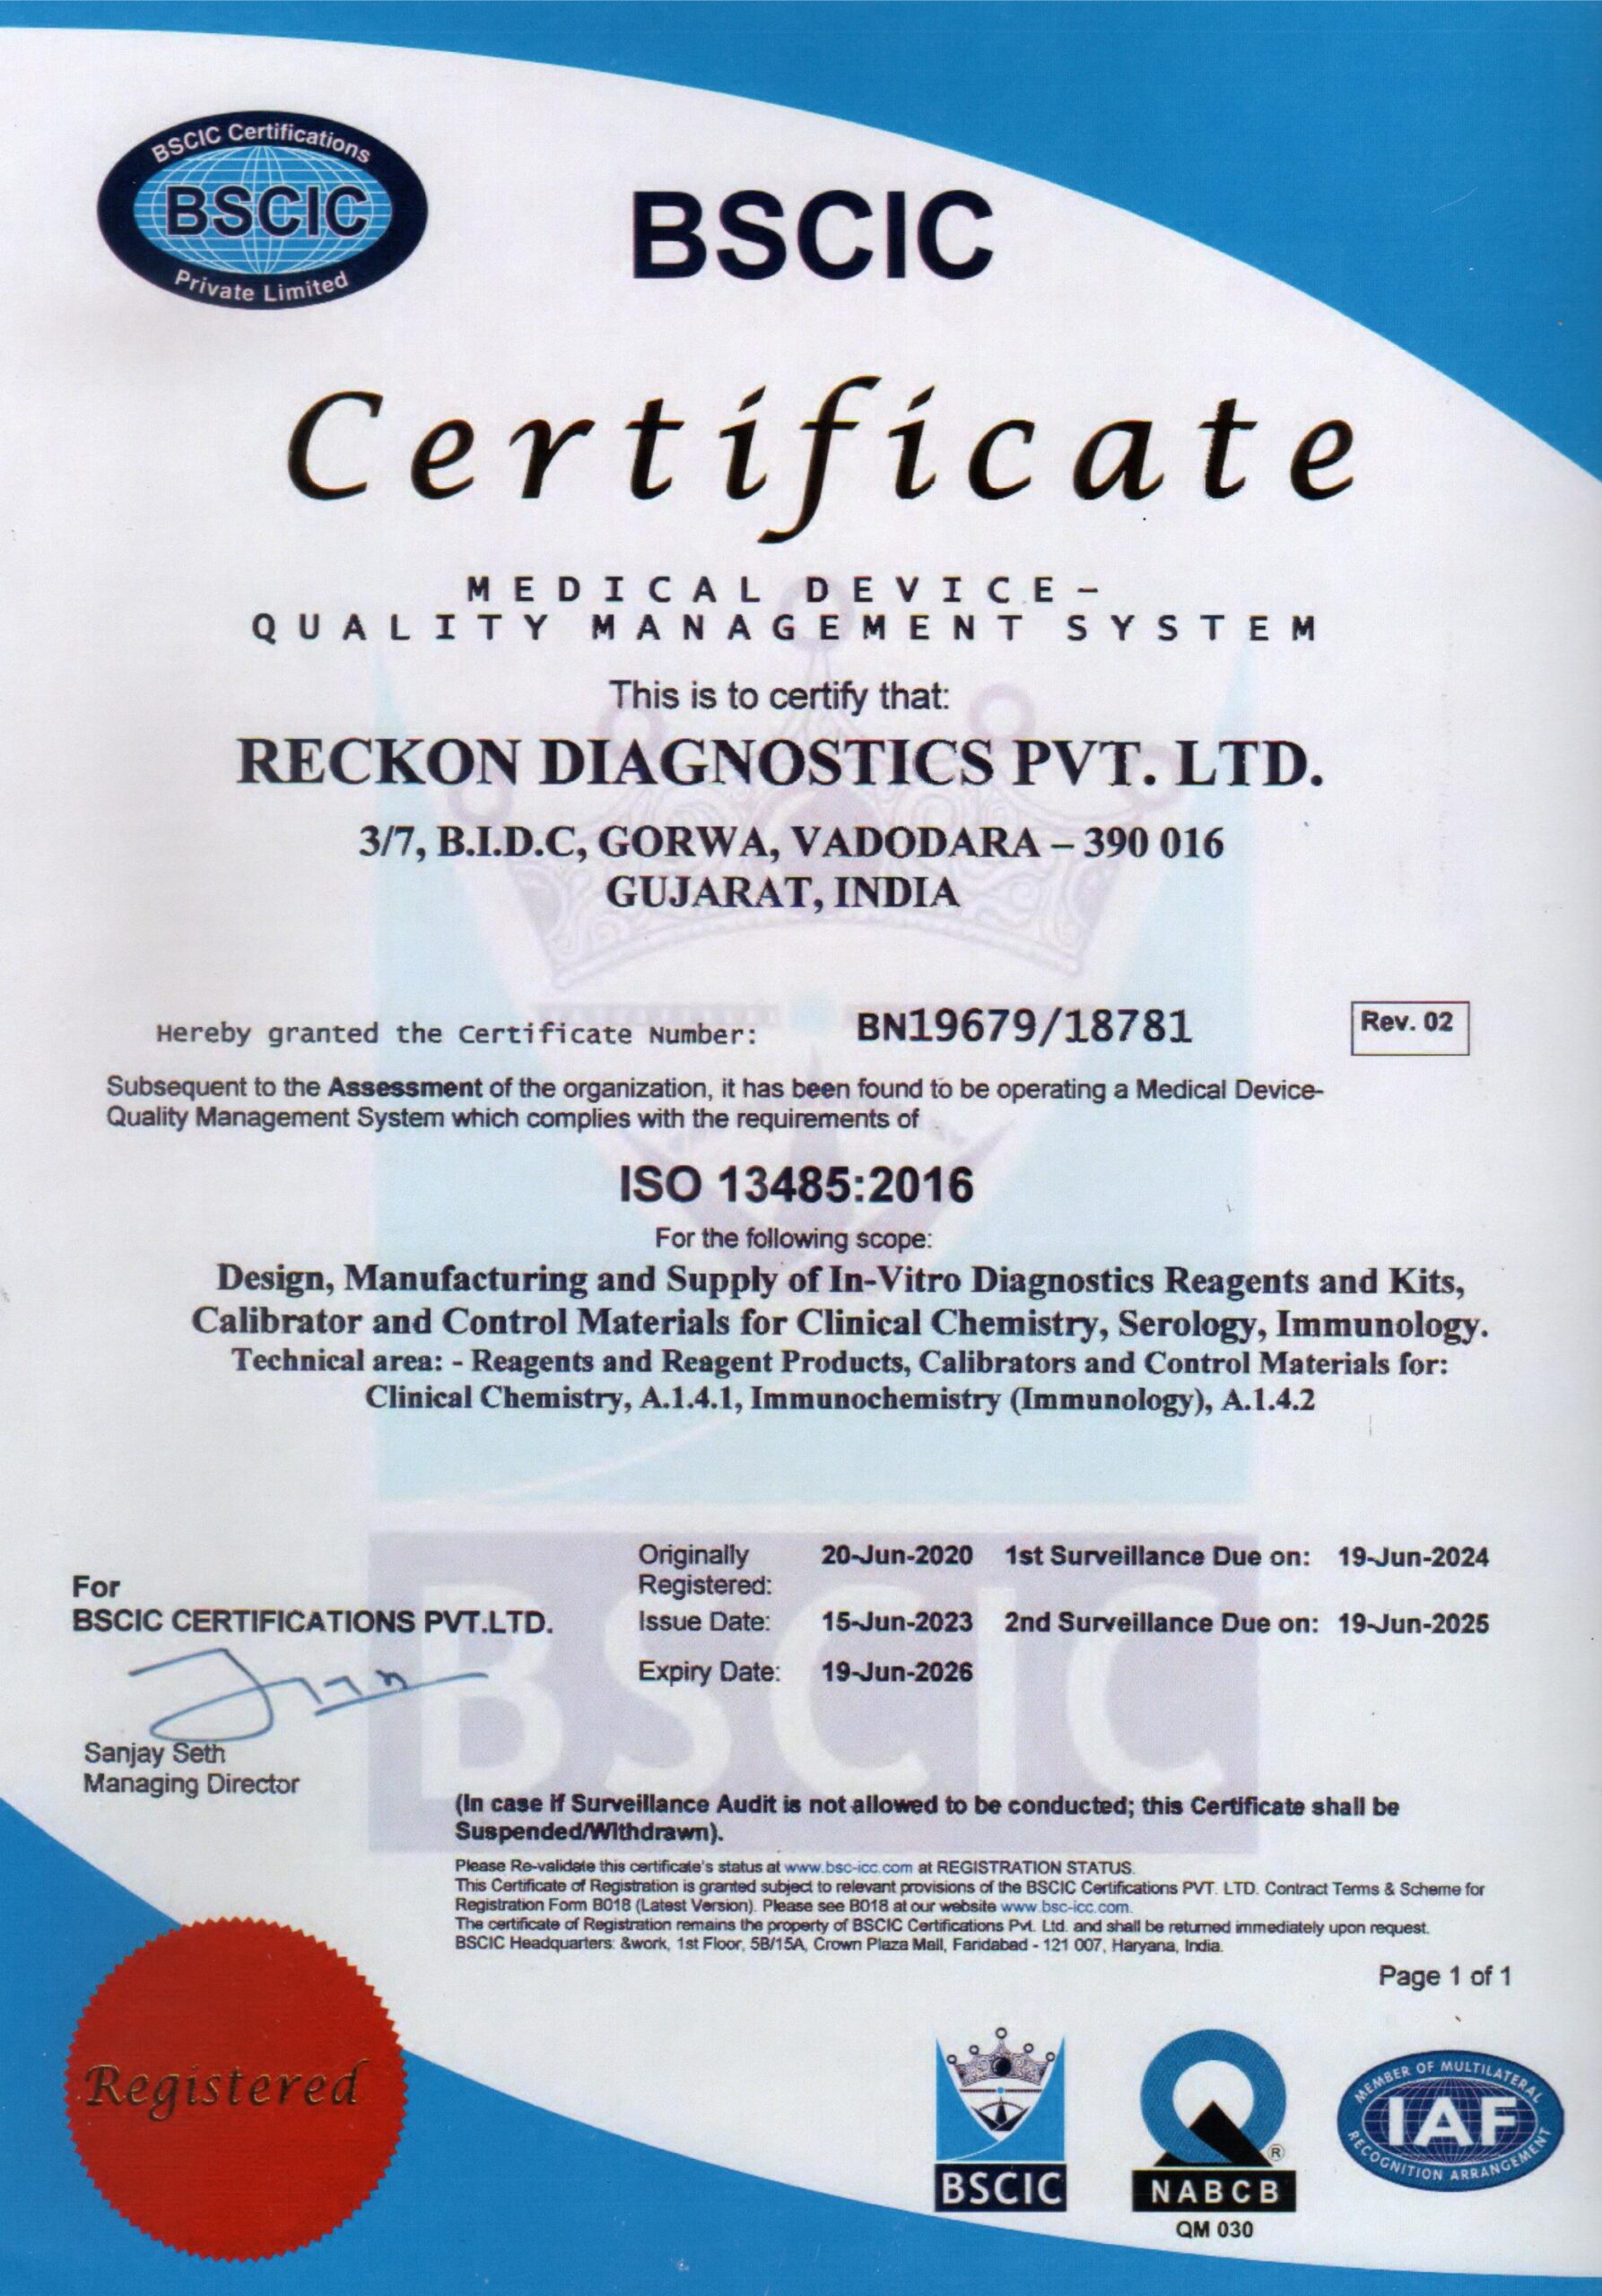 BSCIC Certifications
BSCIC
Private Limited
BSCIC
Certificate
MEDICAL DEVICE-
QUALITY MANAGEMENT SYSTEM
This is to certify that:
RECKON DIAGNOSTICS PVT. LTD.
3/7, B.I.D.C, GORWA, VADODARA – 390 016
GUJARAT, INDIA
Hereby granted the Certificate Number: BN19679/18781 Rev. 02
Subsequent to the Assessment of the organization, it has been found to be operating a Medical Device-
Quality Management System which complies with the requirements of
ISO 13485:2016
For the following scope:
Design, Manufacturing and Supply of In-Vitro Diagnostics Reagents and Kits,
Calibrator and Control Materials for Clinical Chemistry, Serology, Immunology.
Technical area: - Reagents and Reagent Products, Calibrators and Control Materials for:
Clinical Chemistry, A.1.4.1, Immunochemistry (Immunology), A.1.4.2
For
BSCIC CERTIFICATIONS PVT.LTD.
Sanjay Seth
Managing Director
Originally 20-Jun-2020 1st Surveillance Due on: 19-Jun-2024
Registered:
Issue Date: 15-Jun-2023 2nd Surveillance Due on: 19-Jun-2025
Expiry Date: 19-Jun-2026
BSCIC
(In case if Surveillance Audit is not allowed to be conducted; this Certificate shall be
Suspended/Withdrawn).
Please Re-validate this certificate's status at www.bsc-icc.com at REGISTRATION STATUS.
This Certificate of Registration is granted subject to relevant provisions of the BSCIC Certifications PVT. LTD. Contract Terms & Scheme for
Registration Form B018 (Latest Version). Please see B018 at our website www.bsc-icc.com.
The certificate of Registration remains the property of BSCIC Certifications Pvt. Ltd. and shall be returned immediately upon request.
BSCIC Headquarters: &work, 1st Floor, 5B/15A, Crown Plaza Mall, Faridabad - 121 007, Haryana, India.
Page 1 of 1
Registered
BSCIC
®
NABCB
QM 030
MEMBER OF MULTILATERAL
IAF
RECOGNITION ARRANGEMENT